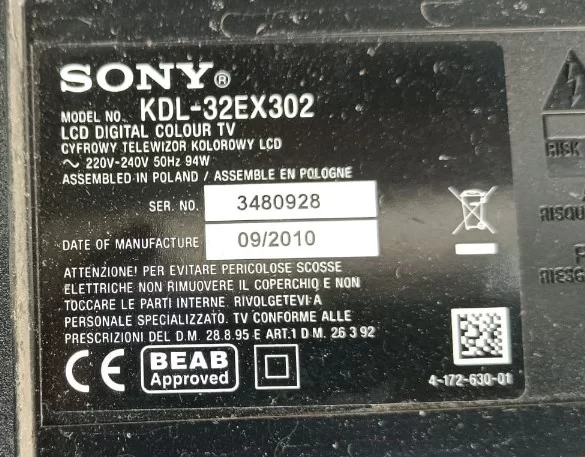 SONY®
MODEL NO. KDL-32EX302
LCD DIGITAL COLOUR TV
CYFROWY TELEWIZOR KOLOROWY LCD
~ 220V-240V 50Hz 94W
ASSEMBLED IN POLAND / ASSEMBLE EN POLOGNE
SER. NO. 3480928
DATE OF MANUFACTURE 09/2010
ATTENZIONE! PER EVITARE PERICOLOSE SCOSSE
ELETTRICHE NON RIMUOVERE IL COPERCHIO E NON
TOCCARE LE PARTI INTERNE. RIVOLGETEVI A
PERSONALE SPECIALIZZATO. TV CONFORME ALLE
PRESCRIZIONI DEL D.M. 28.8.95 E ART.1 D M. 26 3 92
CE BEAB
Approved
4-172-630-01
RISK